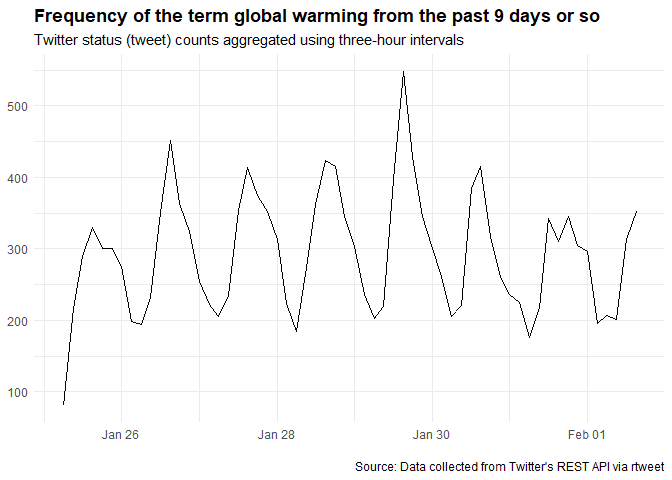 Frequency of the term global warming from the past 9 days or so
Twitter status (tweet) counts aggregated using three-hour intervals
500
400
300
200
100
Jan 26 Jan 28 Jan 30 Feb 01
Source: Data collected from Twitter's REST API via rtweet